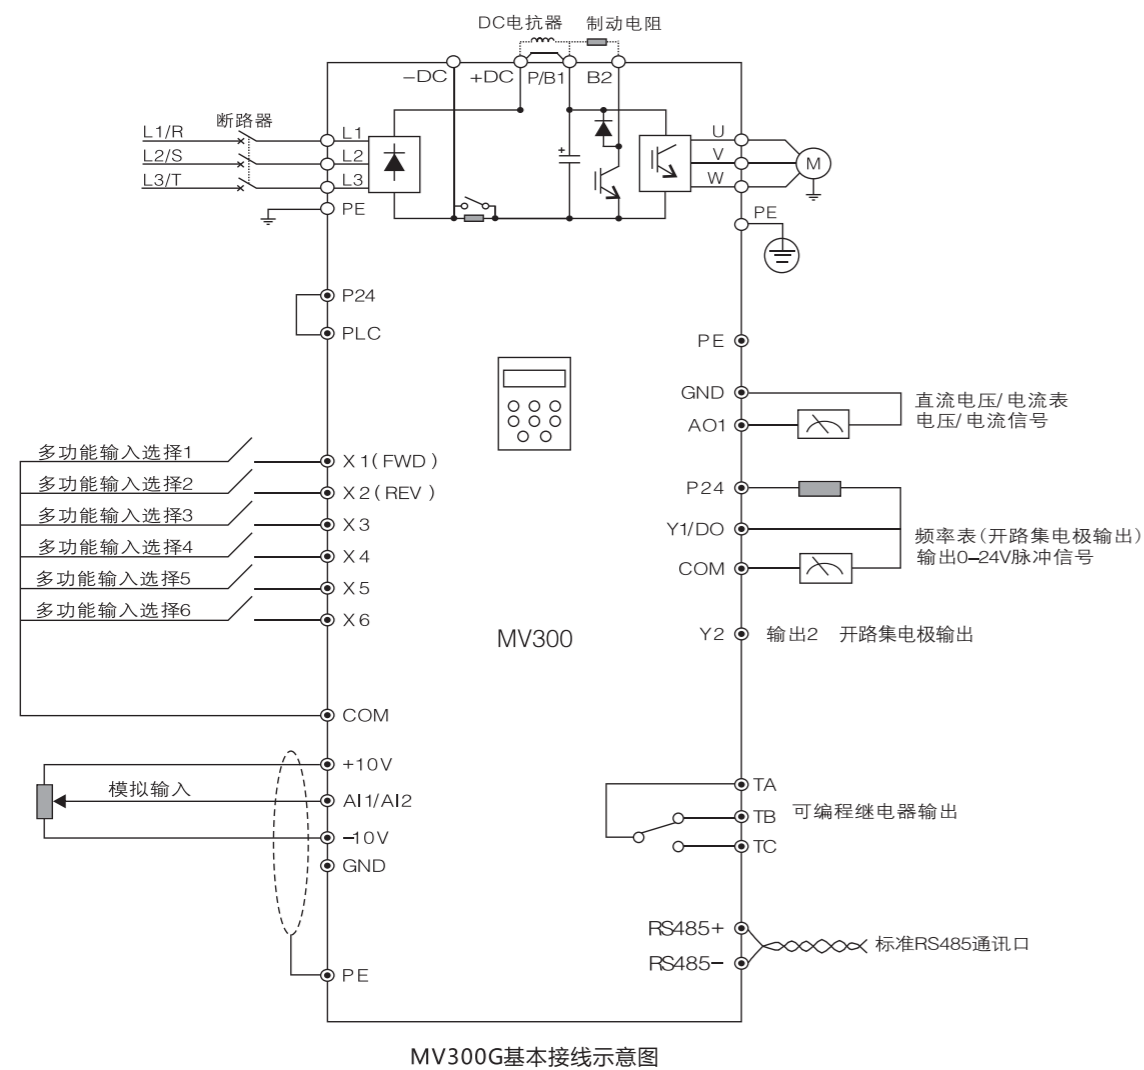 DC电抗器 制动电阻
−DC +DC P/B1 B2
断路器
L1/R L1 U
L2/S L2 V M
L3/T L3 W
PE PE
+
P24
PLC PE
GND 直流电压/电流表
AO1 电压/电流信号
多功能输入选择1 X1(FWD)
多功能输入选择2 X2(REV) P24
多功能输入选择3 X3 Y1/DO 频率表(开路集电极输出)
多功能输入选择4 X4 COM 输出0–24V脉冲信号
多功能输入选择5 X5
多功能输入选择6 X6
MV300 Y2 输出2 开路集电极输出
COM
+10V
模拟输入 AI1/AI2 TA
−10V TB 可编程继电器输出
GND TC
RS485+
RS485− 标准RS485通讯口
PE
MV300G基本接线示意图